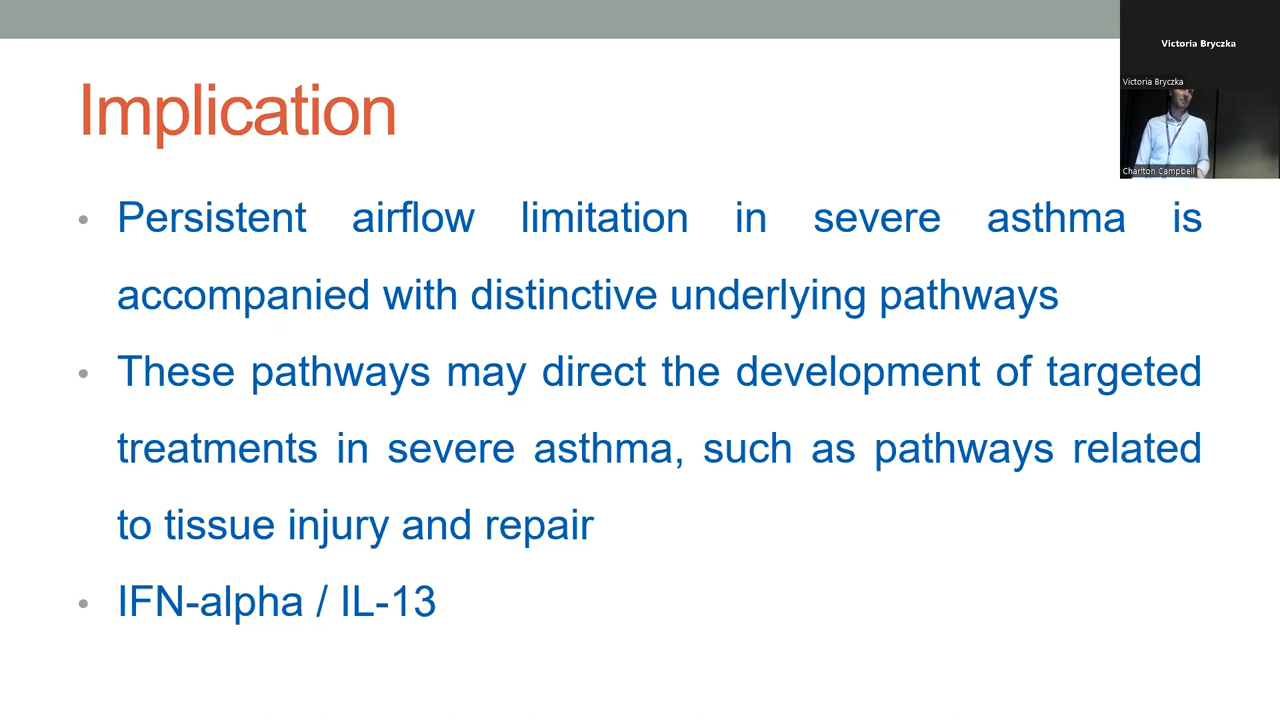 Victoria Bryczka
Victoria Bryczka
Charlton Campbell
Implication
• Persistent airflow limitation in severe asthma is
accompanied with distinctive underlying pathways
• These pathways may direct the development of targeted
treatments in severe asthma, such as pathways related
to tissue injury and repair
• IFN-alpha / IL-13